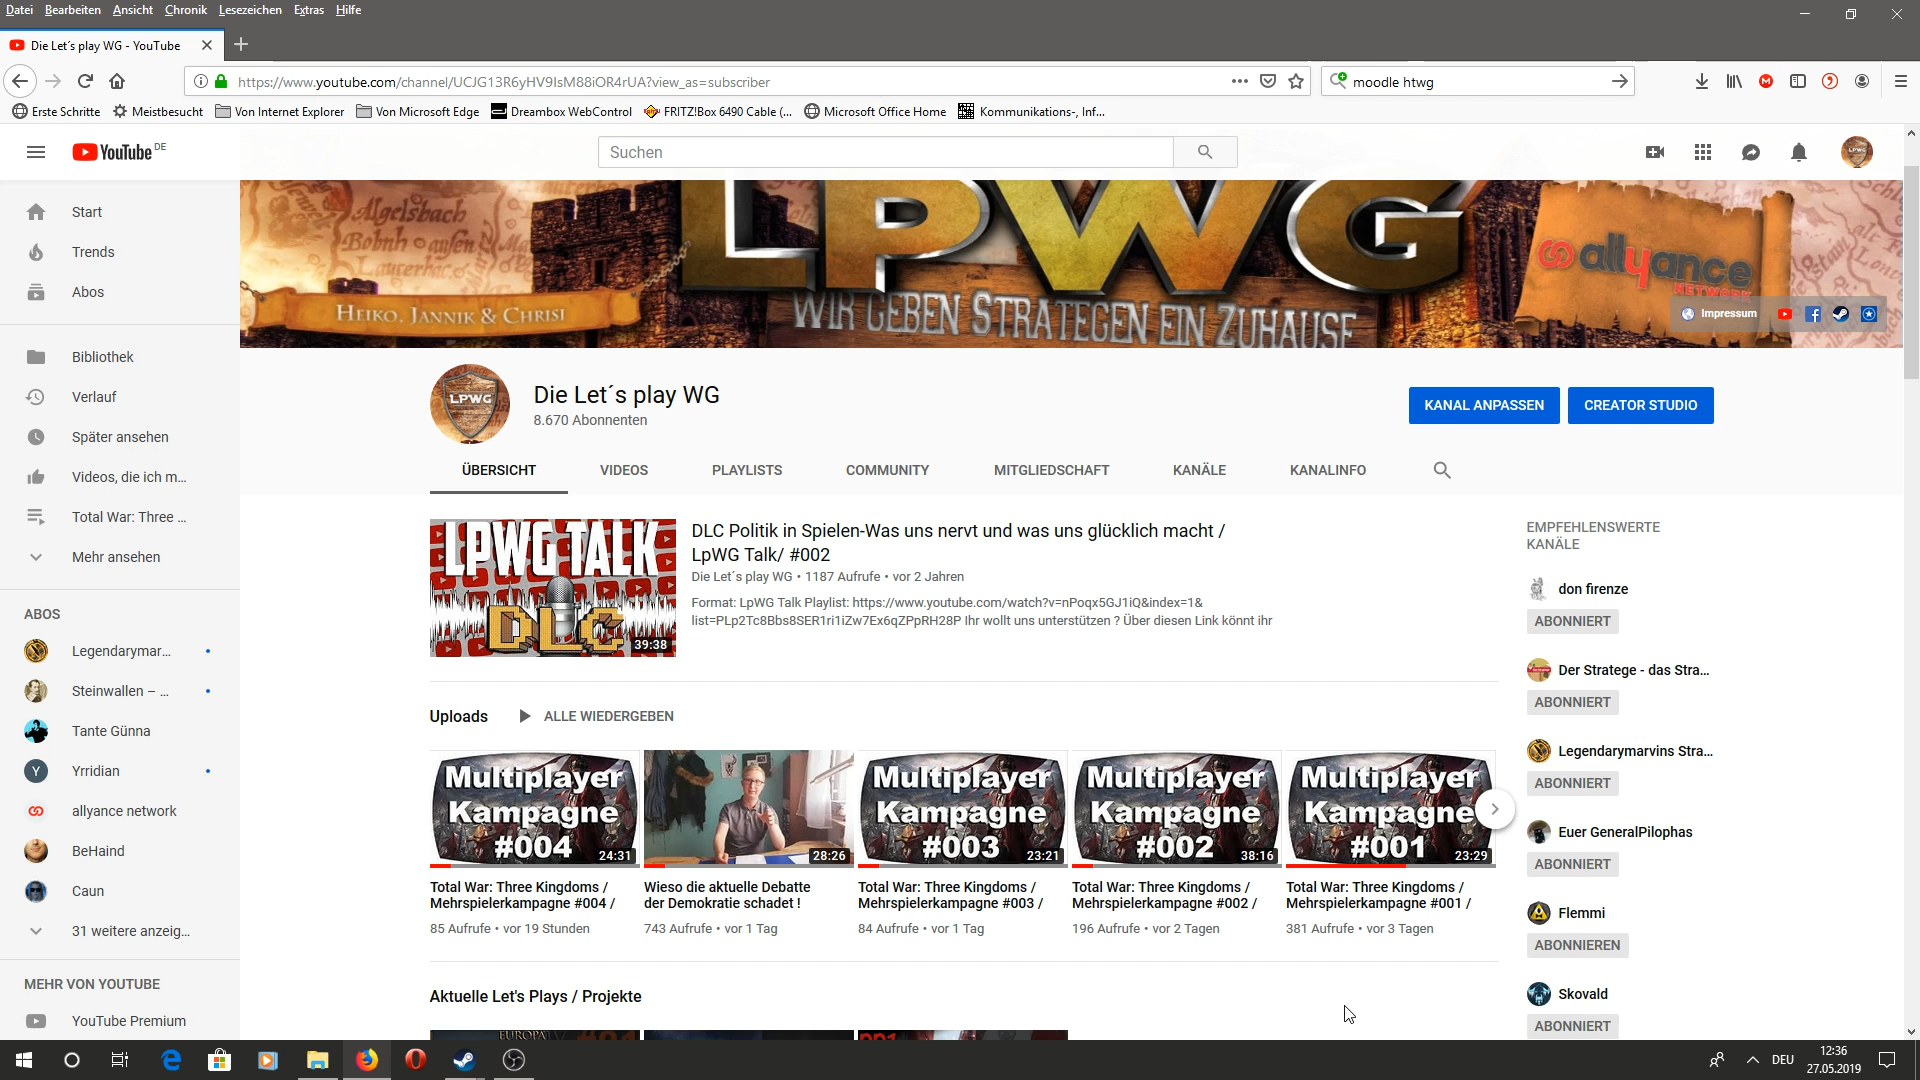 Datei Bearbeiten Ansicht Chronik Lesezeichen Extras Hilfe
Die Let´s play WG - YouTube
https://www.youtube.com/channel/UCJG13R6yHV9IsM88iOR4rUA?view_as=subscriber
moodle htwg
Erste Schritte Meistbesucht Von Internet Explorer Von Microsoft Edge Dreambox WebControl FRITZ!Box 6490 Cable (... Microsoft Office Home Kommunikations-, Inf...
YouTube DE
Suchen
Start
Trends
Abos
Bibliothek
Verlauf
Später ansehen
Videos, die ich m...
Total War: Three ...
Mehr ansehen
ABOS
Legendarymar...
Steinwallen – ...
Tante Günna
Y Yrridian
allyance network
BeHaind
Caun
31 weitere anzeig...
MEHR VON YOUTUBE
YouTube Premium
LPWG
WIR GEBEN STRATEGEN EIN ZUHAUSE
HEIKO, JANNIK & CHRISI
allyance
NETWORK
Impressum
LPWG
Die Let´s play WG
8.670 Abonnenten
KANAL ANPASSEN CREATOR STUDIO
ÜBERSICHT VIDEOS PLAYLISTS COMMUNITY MITGLIEDSCHAFT KANÄLE KANALINFO
LPWG TALK
DLC
39:38
DLC Politik in Spielen-Was uns nervt und was uns glücklich macht /
LpWG Talk/ #002
Die Let´s play WG • 1187 Aufrufe • vor 2 Jahren
Format: LpWG Talk Playlist: https://www.youtube.com/watch?v=nPoqx5GJ1iQ&index=1&
list=PLp2Tc8Bbs8SER1ri1iZw7Ex6qZPpRH28P Ihr wollt uns unterstützen ? Über diesen Link könnt ihr
Uploads ALLE WIEDERGEBEN
Multiplayer
Kampagne
#004
24:31
Total War: Three Kingdoms /
Mehrspielerkampagne #004 /
85 Aufrufe • vor 19 Stunden
28:26
Wieso die aktuelle Debatte
der Demokratie schadet !
743 Aufrufe • vor 1 Tag
Multiplayer
Kampagne
#003
23:21
Total War: Three Kingdoms /
Mehrspielerkampagne #003 /
84 Aufrufe • vor 1 Tag
Multiplayer
Kampagne
#002
38:16
Total War: Three Kingdoms /
Mehrspielerkampagne #002 /
196 Aufrufe • vor 2 Tagen
Multiplayer
Kampagne
#001
23:29
Total War: Three Kingdoms /
Mehrspielerkampagne #001 /
381 Aufrufe • vor 3 Tagen
Aktuelle Let's Plays / Projekte
EUROPA
EMPFEHLENSWERTE
KANÄLE
don firenze
ABONNIERT
Der Stratege - das Stra...
ABONNIERT
Legendarymarvins Stra...
ABONNIERT
Euer GeneralPilophas
ABONNIERT
Flemmi
ABONNIEREN
Skovald
ABONNIERT
DEU
12:36
27.05.2019